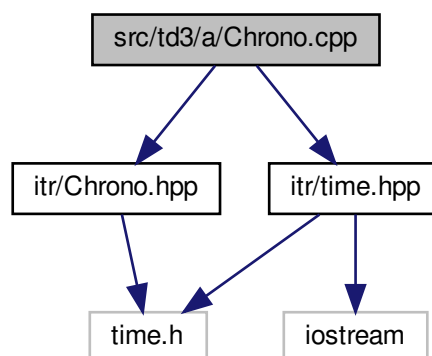 src/td3/a/Chrono.cpp
itr/Chrono.hpp
itr/time.hpp
time.h
iostream